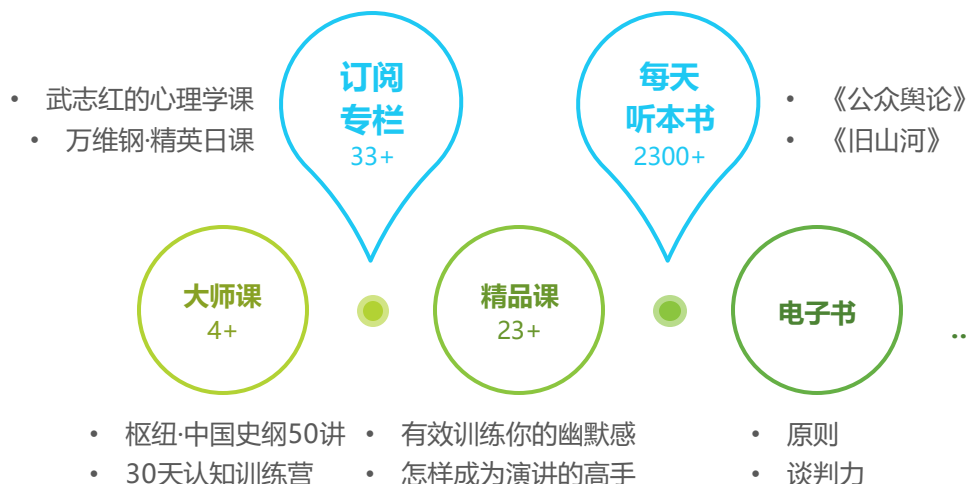 订阅
专栏
33+
每天
听本书
2300+
• 武志红的心理学课
• 万维钢·精英日课
• 《公众舆论》
• 《旧山河》
大师课
4+
精品课
23+
电子书
..
• 枢纽·中国史纲50讲
• 30天认知训练营
• 有效训练你的幽默感
• 怎样成为演讲的高手
• 原则
• 谈判力